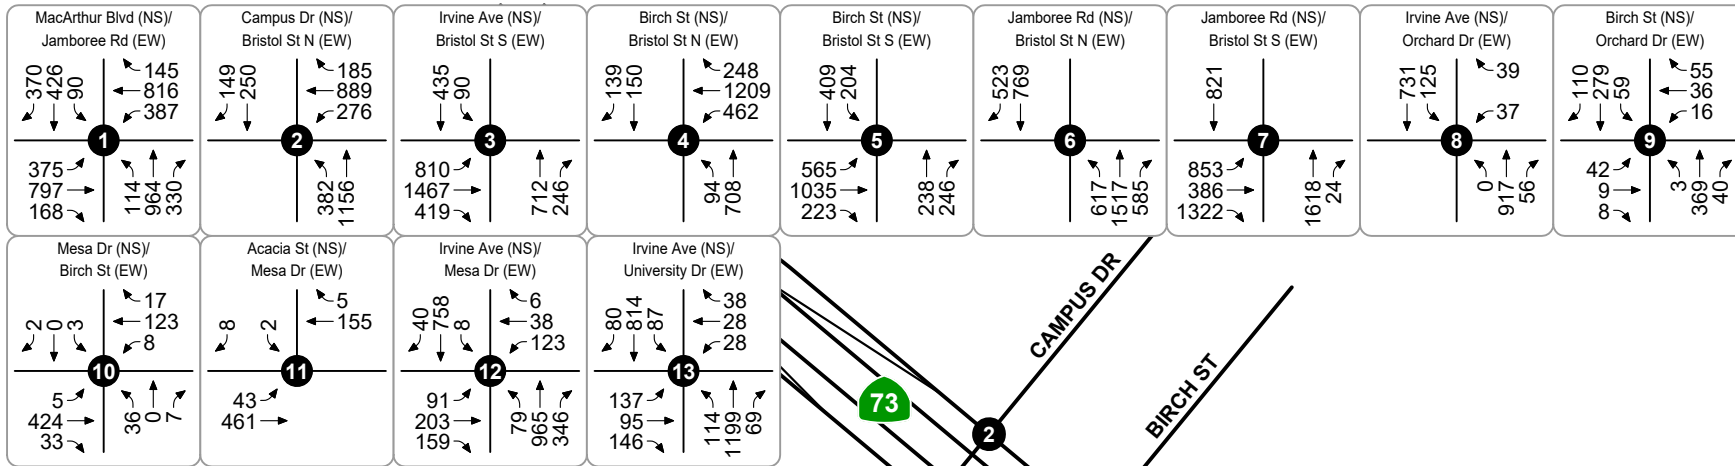 MacArthur Blvd (NS)/
Jamboree Rd (EW)
370 426 90
145
816
387
1
375
797
168
114 964 330
Campus Dr (NS)/
Bristol St N (EW)
149 250
185
889
276
2
382 1156
Irvine Ave (NS)/
Bristol St S (EW)
435 90
3
810
1467
419
712 246
Birch St (NS)/
Bristol St N (EW)
139 150
248
1209
462
4
94 708
Birch St (NS)/
Bristol St S (EW)
409 204
5
565
1035
223
238 246
Jamboree Rd (NS)/
Bristol St N (EW)
523 769
6
617 1517 585
Jamboree Rd (NS)/
Bristol St S (EW)
821
7
853
386
1322
1618 24
Irvine Ave (NS)/
Orchard Dr (EW)
731 125
39
37
8
0 917 56
Birch St (NS)/
Orchard Dr (EW)
110 279 59
55
36
16
9
42
9
8
3 369 40
Mesa Dr (NS)/
Birch St (EW)
2 0 3
17
123
8
10
5
424
33
36 0 7
Acacia St (NS)/
Mesa Dr (EW)
8 2
5
155
11
43
461
Irvine Ave (NS)/
Mesa Dr (EW)
40 758 8
6
38
123
12
91
203
159
79 965 346
Irvine Ave (NS)/
University Dr (EW)
80 814 87
38
28
28
13
137
95
146
114 1199 69
CAMPUS DR
BIRCH ST
73
2